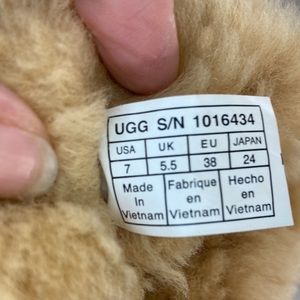 UGG S/N 1016434
USA UK EU JAPAN
7 5.5 38 24
Made Fabrique Hecho
In en en
Vietnam Vietnam Vietnam